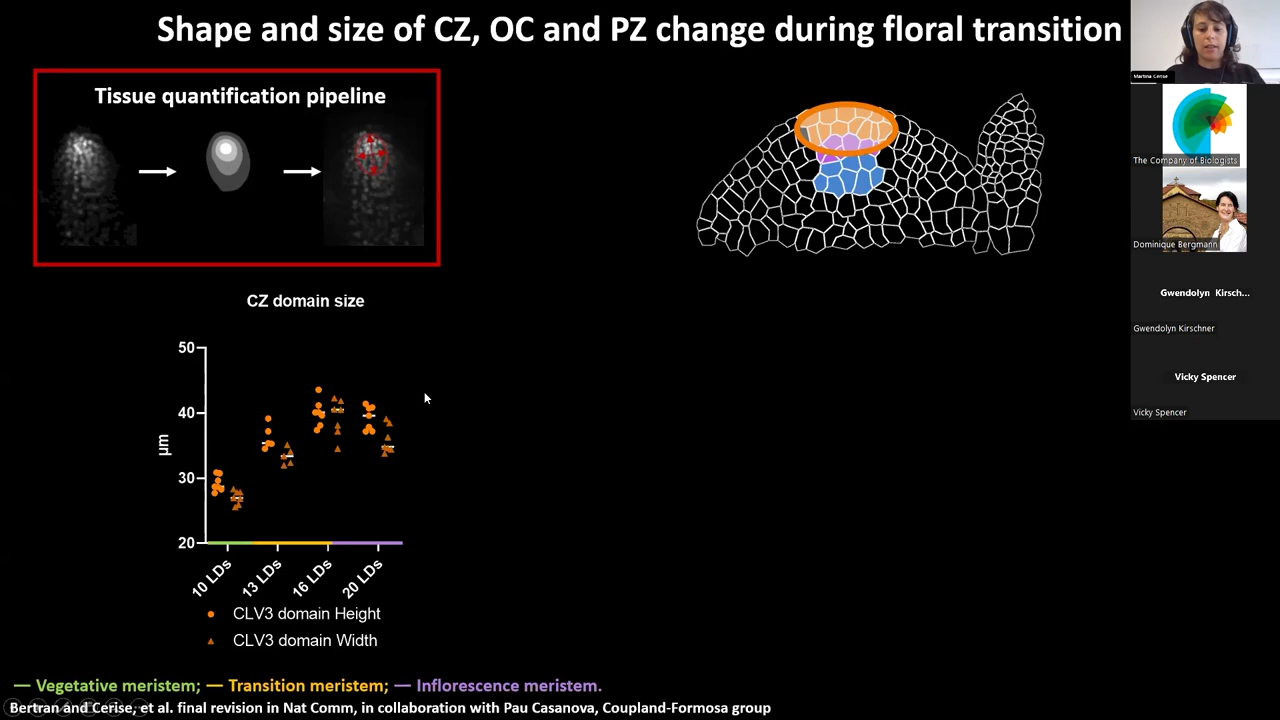 Shape and size of CZ, OC and PZ change during floral transition
Tissue quantification pipeline
Martina Cerise
The Company of Biologists
Dominique Bergmann
Gwendolyn Kirsch...
Gwendolyn Kirschner
Vicky Spencer
Vicky Spencer
CZ domain size
50
40
30
20
µm
10 LDs
13 LDs
16 LDs
20 LDs
CLV3 domain Height
CLV3 domain Width
— Vegetative meristem; — Transition meristem; — Inflorescence meristem.
Bertran and Cerise, et al. final revision in Nat Comm, in collaboration with Pau Casanova, Coupland-Formosa group